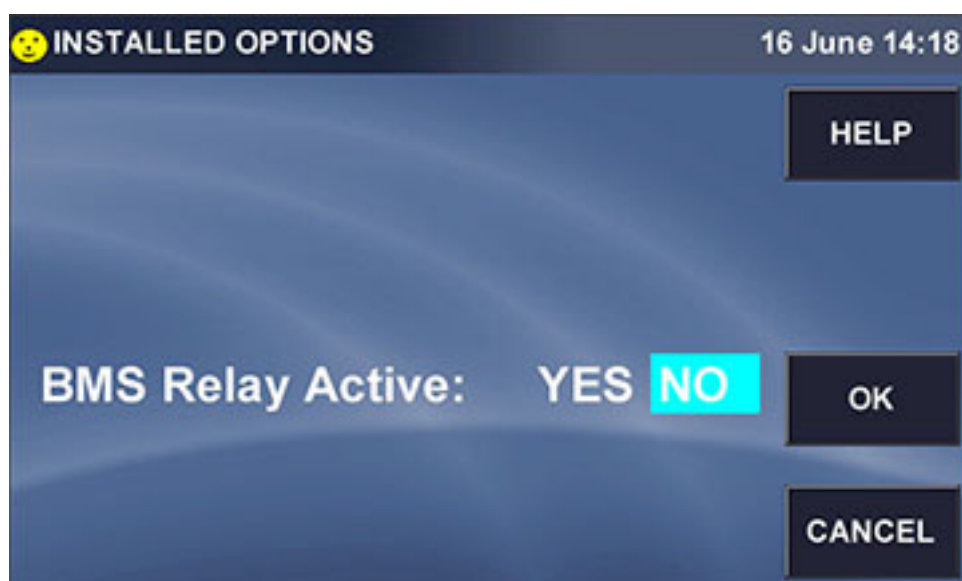 INSTALLED OPTIONS 16 June 14:18
HELP
BMS Relay Active: YES NO
OK
CANCEL